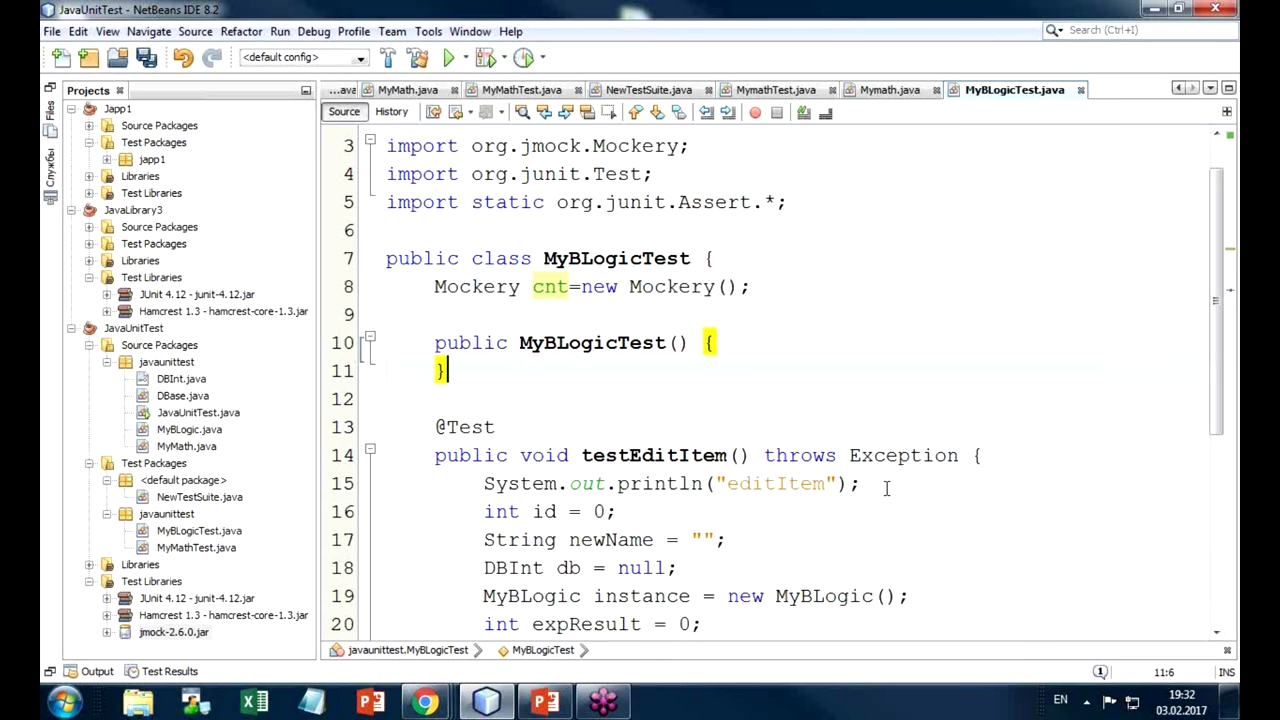 JavaUnitTest - NetBeans IDE 8.2
File Edit View Navigate Source Refactor Run Debug Profile Team Tools Window Help
Search (Ctrl+I)
<default config>
Projects
...ava MyMath.java MyMathTest.java NewTestSuite.java MymathTest.java Mymath.java MyBLogicTest.java
Source History
Files
Службы
Japp1
Source Packages
Test Packages
japp1
Libraries
Test Libraries
JavaLibrary3
Source Packages
Test Packages
Libraries
Test Libraries
JUnit 4.12 - junit-4.12.jar
Hamcrest 1.3 - hamcrest-core-1.3.jar
JavaUnitTest
Source Packages
javaunittest
DBInt.java
DBase.java
JavaUnitTest.java
MyBLogic.java
MyMath.java
Test Packages
<default package>
NewTestSuite.java
javaunittest
MyBLogicTest.java
MyMathTest.java
Libraries
Test Libraries
JUnit 4.12 - junit-4.12.jar
Hamcrest 1.3 - hamcrest-core-1.3.jar
jmock-2.6.0.jar
3 import org.jmock.Mockery;
4 import org.junit.Test;
5 import static org.junit.Assert.*;
6
7 public class MyBLogicTest {
8 Mockery cnt=new Mockery();
9
10 public MyBLogicTest() {
11 }
12
13 @Test
14 public void testEditItem() throws Exception {
15 System.out.println("editItem");
16 int id = 0;
17 String newName = "";
18 DBInt db = null;
19 MyBLogic instance = new MyBLogic();
20 int expResult = 0;
javaunittest.MyBLogicTest MyBLogicTest
Output Test Results
1 11:6 INS
EN 19:32
03.02.2017